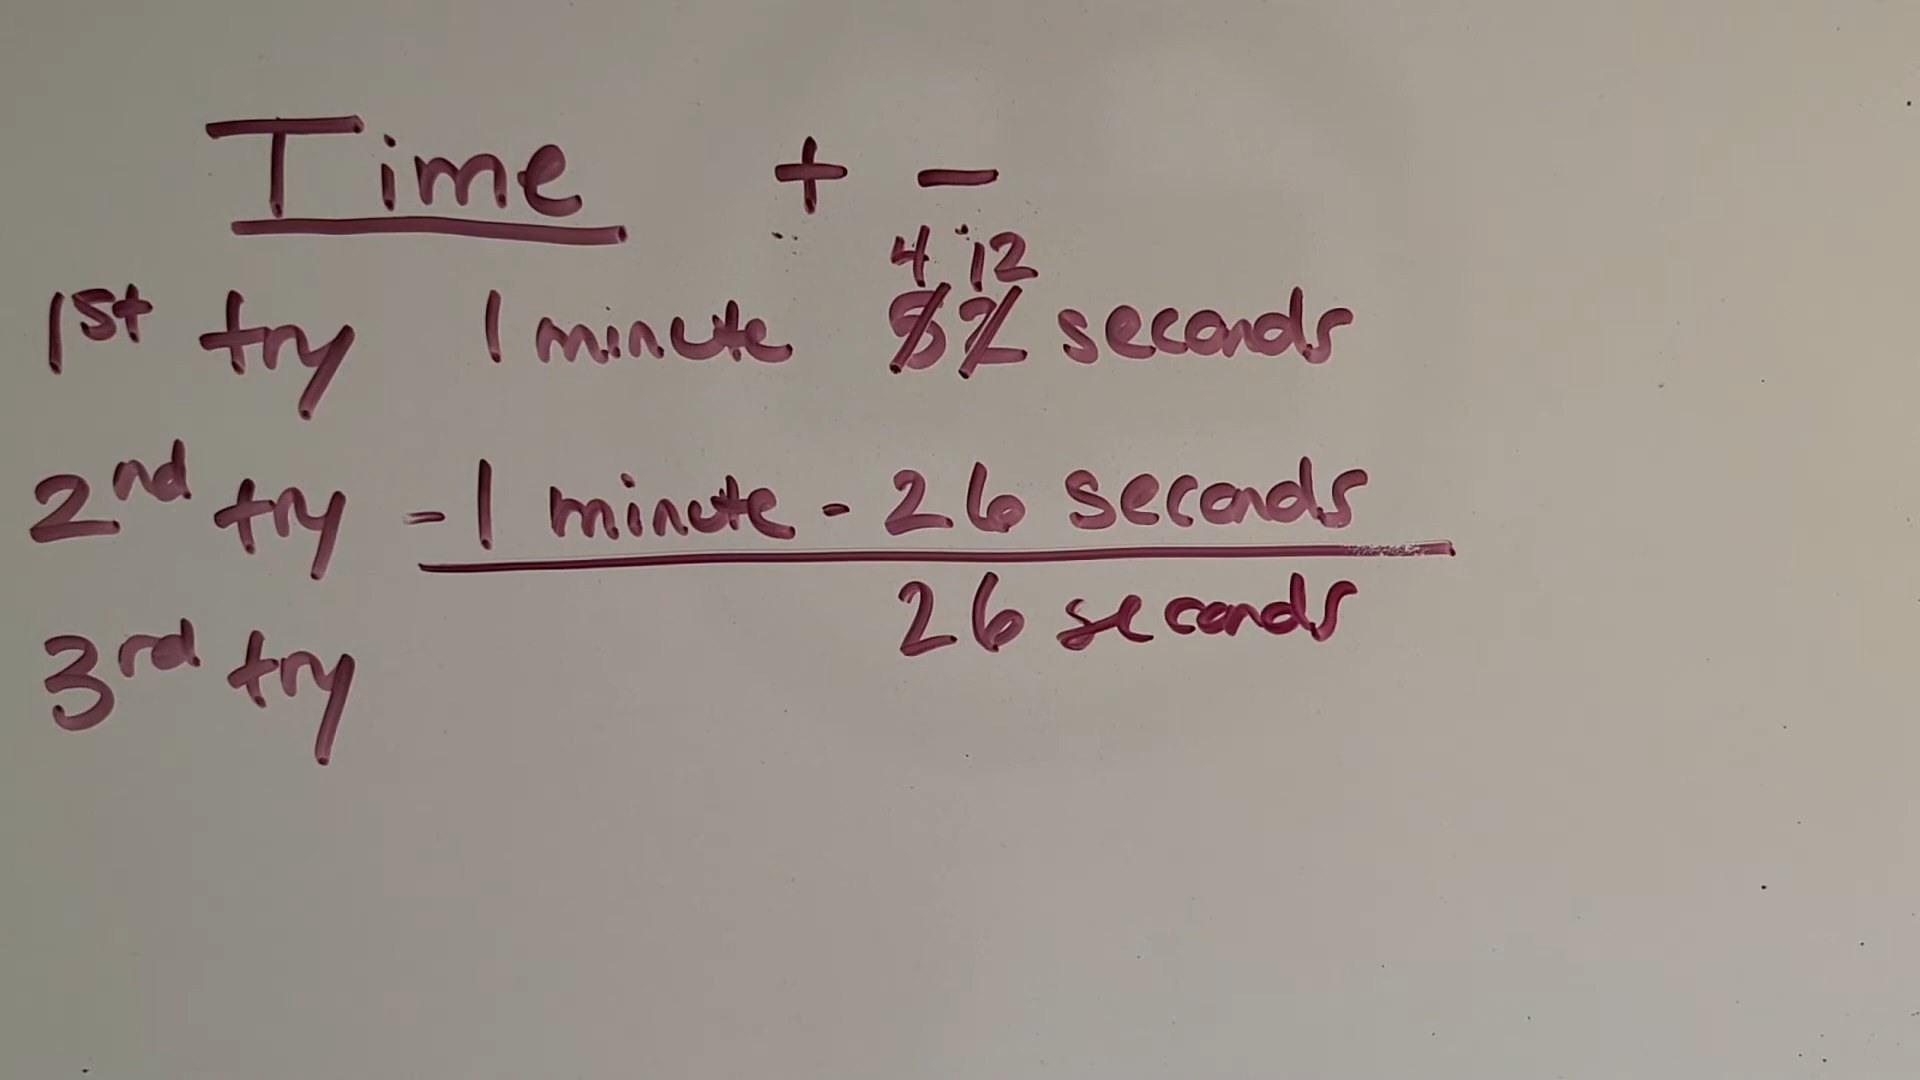 Time + -
4 12
1st try 1 minute 52 seconds
2nd try - 1 minute - 26 seconds
26 seconds
3rd try